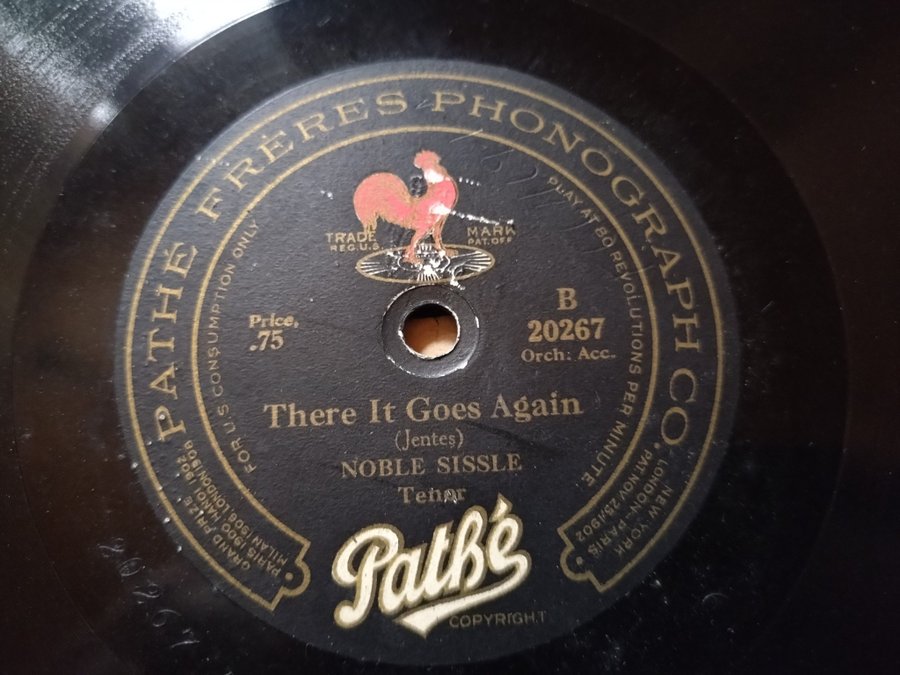 PATHÉ FRÈRES PHONOGRAPH CO.
NEW YORK
LONDON, PARIS
PAT. NOV. 25, 1902
GRAND PRIZE
PARIS 1900 HANOI 1902
MILAN 1906 LONDON 1908
FOR U.S. CONSUMPTION ONLY
PLAY AT 80 REVOLUTIONS PER MINUTE
TRADE MARK
REG. U.S. PAT. OFF.
Price,
.75
B
20267
Orch: Acc.
There It Goes Again
(Jentes)
NOBLE SISSLE
Tenor
Pathé
COPYRIGHT